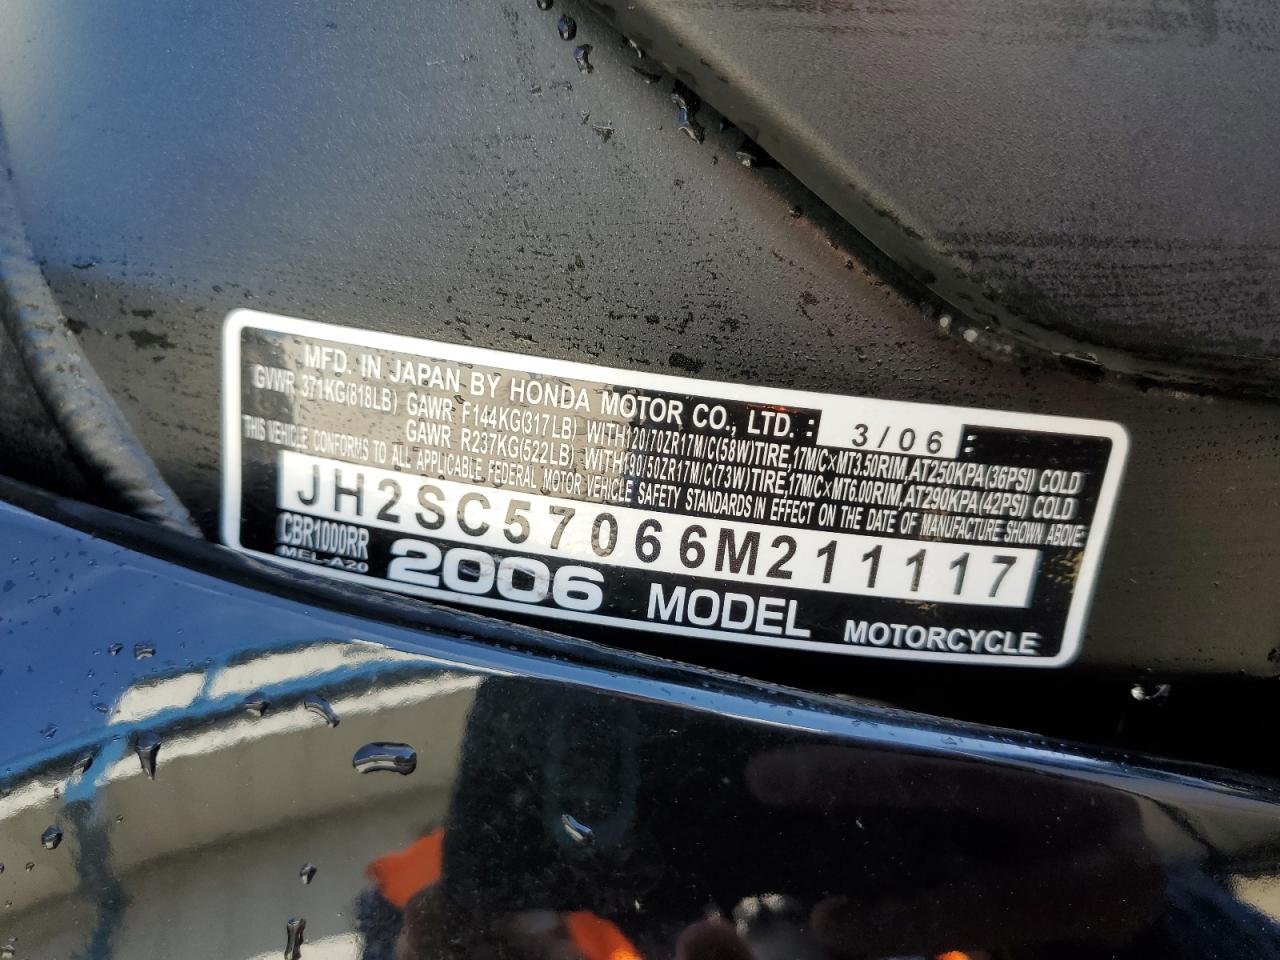 MFD. IN JAPAN BY HONDA MOTOR CO., LTD. : 3/06 :
GVWR 371KG(818LB) GAWR F144KG(317LB) WITH120/70ZR17M/C(58W)TIRE,17M/C×MT3.50RIM,AT250KPA(36PSI) COLD
GAWR R237KG(522LB) WITH190/50ZR17M/C(73W)TIRE,17M/C×MT6.00RIM,AT290KPA(42PSI) COLD
THIS VEHICLE CONFORMS TO ALL APPLICABLE FEDERAL MOTOR VEHICLE SAFETY STANDARDS IN EFFECT ON THE DATE OF MANUFACTURE SHOWN ABOVE.
JH2SC57066M211117
CBR1000RR
MEL-A20
2006 MODEL MOTORCYCLE